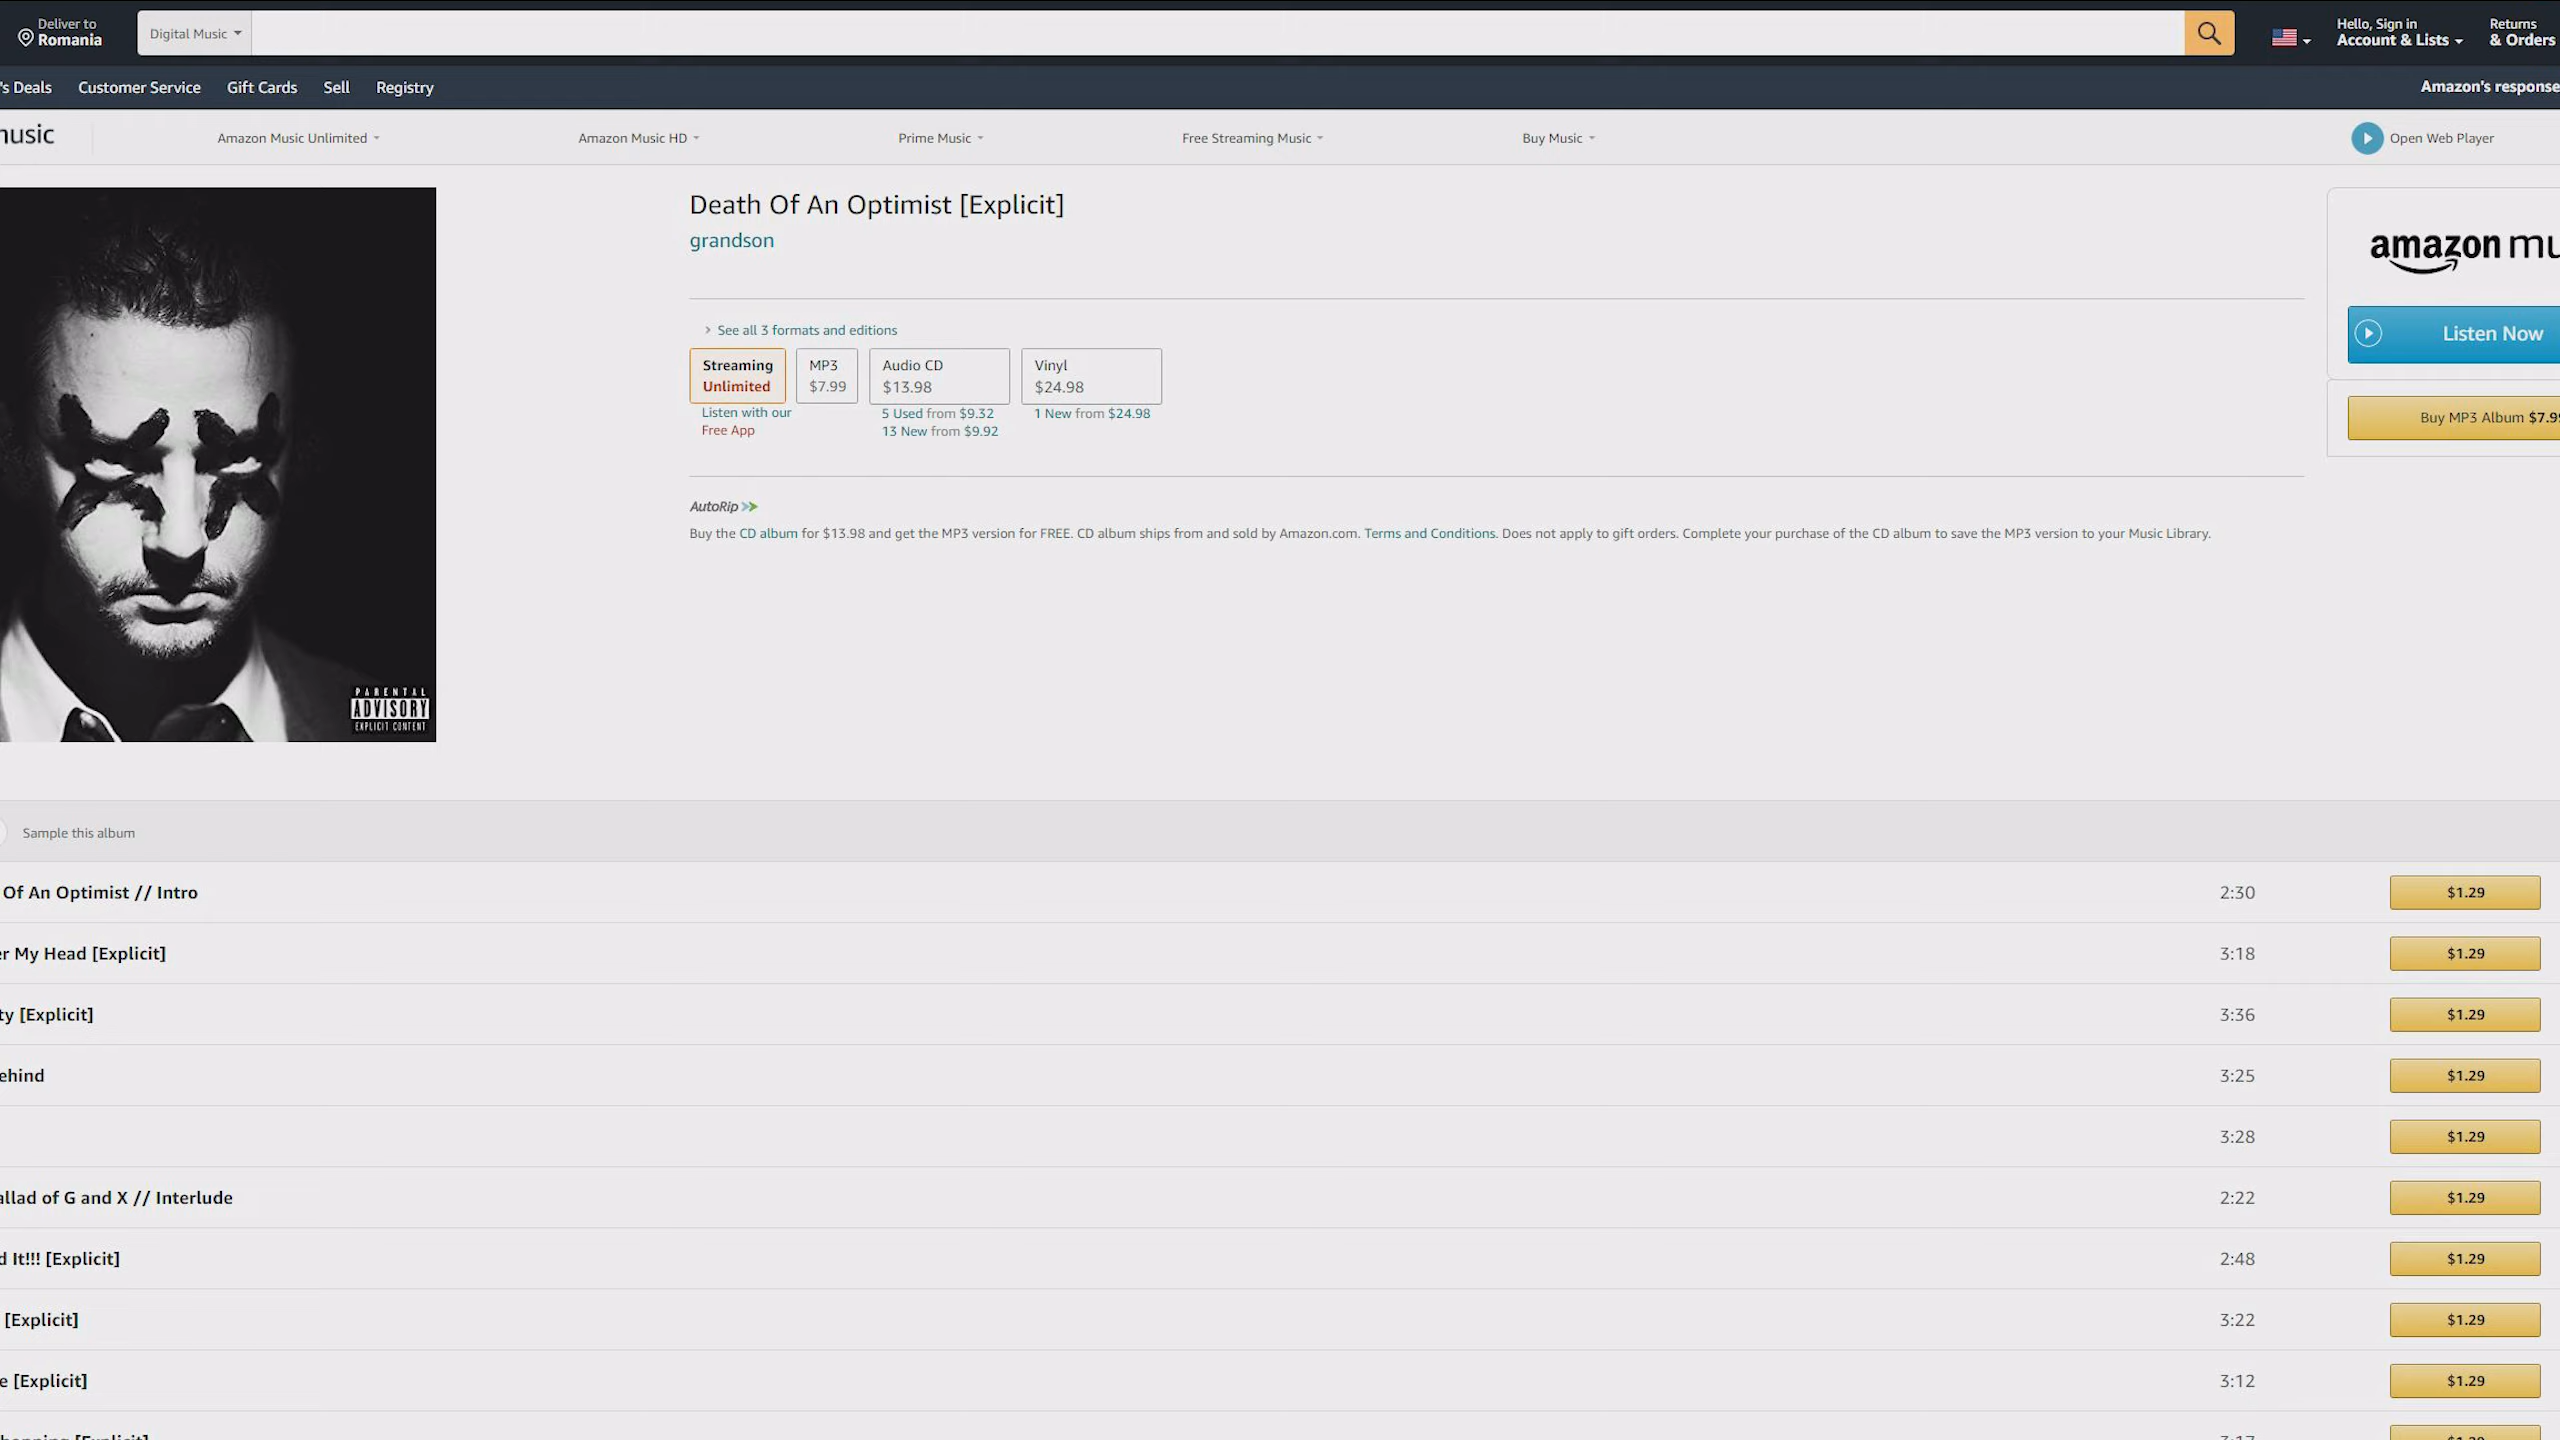 Deliver to
Romania
Digital Music
Hello, Sign in
Account & Lists
Returns
& Orders
's Deals
Customer Service
Gift Cards
Sell
Registry
Amazon's response
music
Amazon Music Unlimited
Amazon Music HD
Prime Music
Free Streaming Music
Buy Music
Open Web Player
Death Of An Optimist [Explicit]
grandson
amazon mu
See all 3 formats and editions
Listen Now
Streaming
Unlimited
Listen with our
Free App
MP3
$7.99
Audio CD
$13.98
5 Used from $9.32
13 New from $9.92
Vinyl
$24.98
1 New from $24.98
Buy MP3 Album $7.99
AutoRip
Buy the CD album for $13.98 and get the MP3 version for FREE. CD album ships from and sold by Amazon.com. Terms and Conditions. Does not apply to gift orders. Complete your purchase of the CD album to save the MP3 version to your Music Library.
PARENTAL
ADVISORY
EXPLICIT CONTENT
Sample this album
Of An Optimist // Intro 2:30 $1.29
er My Head [Explicit] 3:18 $1.29
ty [Explicit] 3:36 $1.29
ehind 3:25 $1.29
3:28 $1.29
allad of G and X // Interlude 2:22 $1.29
d It!!! [Explicit] 2:48 $1.29
[Explicit] 3:22 $1.29
e [Explicit] 3:12 $1.29